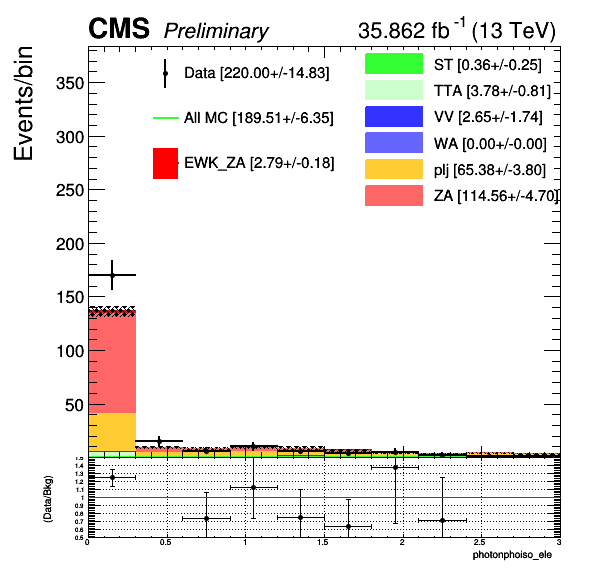 CMS Preliminary 35.862 fb⁻¹ (13 TeV)
Events/bin
350
300
250
200
150
100
50
Data [220.00+/-14.83]
All MC [189.51+/-6.35]
EWK_ZA [2.79+/-0.18]
ST [0.36+/-0.25]
TTA [3.78+/-0.81]
VV [2.65+/-1.74]
WA [0.00+/-0.00]
plj [65.38+/-3.80]
ZA [114.56+/-4.70]
(Data/Bkg)
1.5
1.4
1.3
1.2
1.1
1
0.9
0.8
0.7
0.6
0.5
0 0.5 1 1.5 2 2.5 3
photonphoiso_ele